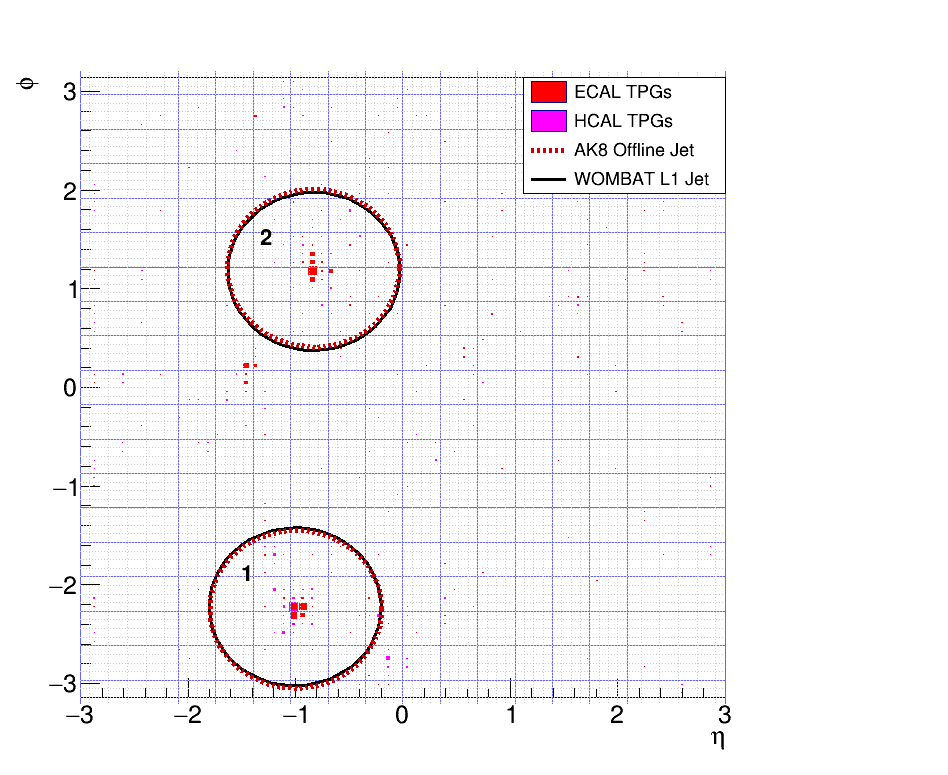 φ
3
2
1
0
−1
−2
−3
ECAL TPGs
HCAL TPGs
AK8 Offline Jet
WOMBAT L1 Jet
2
1
−3 −2 −1 0 1 2 3
η